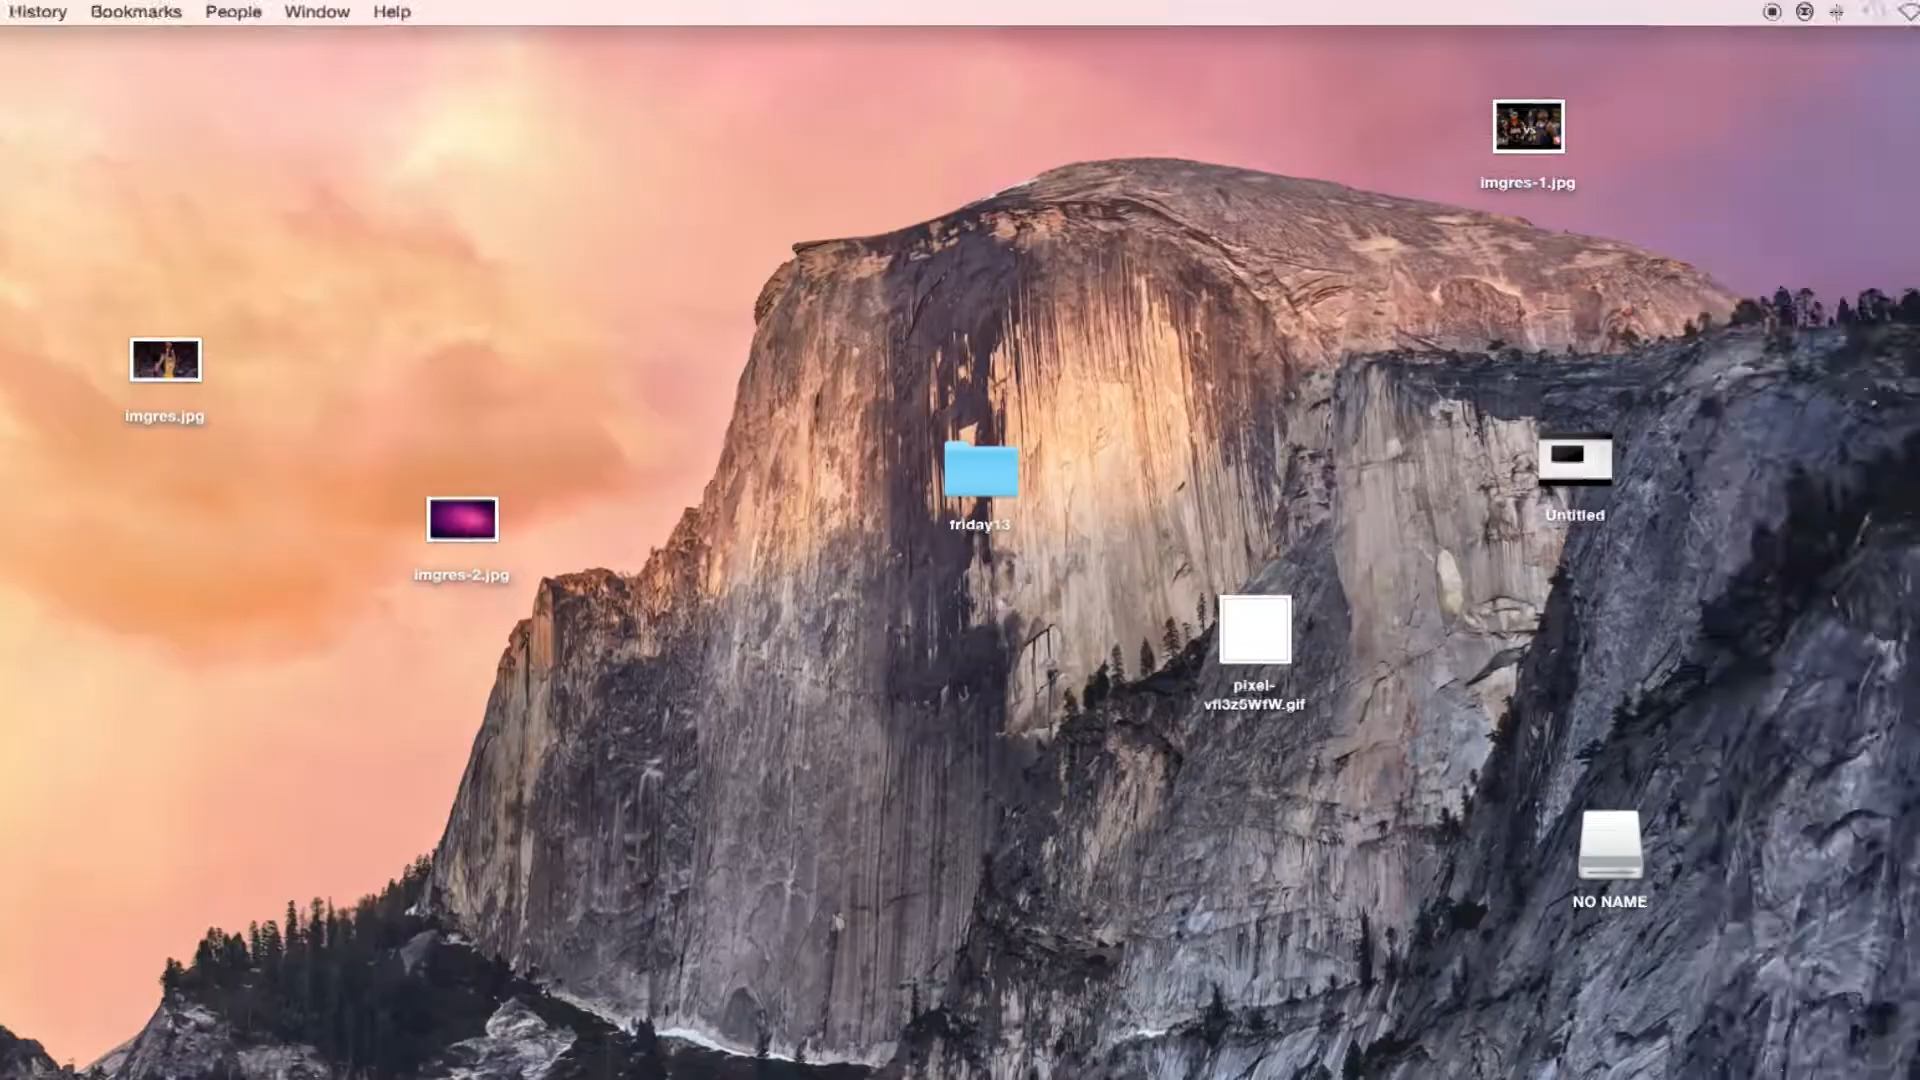 History Bookmarks People Window Help
imgres-1.jpg
imgres.jpg
Untitled
friday13
imgres-2.jpg
pixel-
vfl3z5WfW.gif
NO NAME